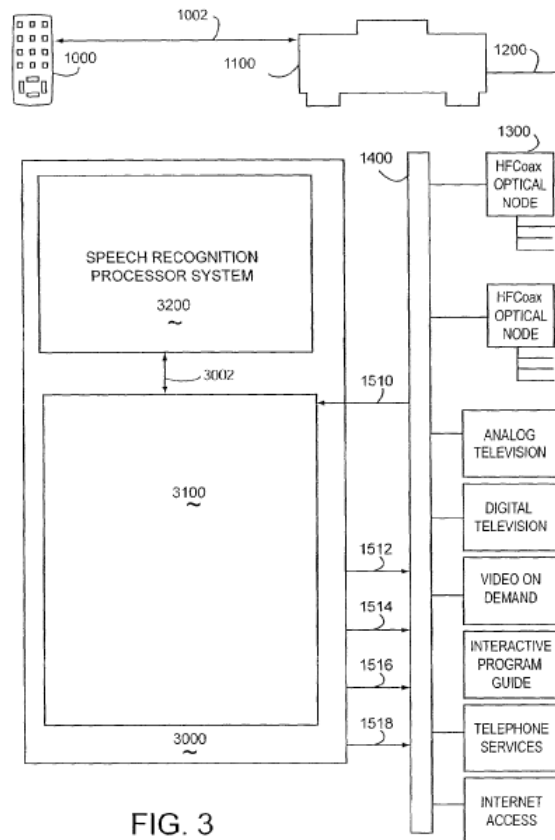 1002
1000
1100
1200
1300
1400
HFCoax
OPTICAL
NODE
SPEECH RECOGNITION
PROCESSOR SYSTEM
3200
~
HFCoax
OPTICAL
NODE
3002
1510
ANALOG
TELEVISION
3100
~
DIGITAL
TELEVISION
1512
VIDEO ON
DEMAND
1514
INTERACTIVE
PROGRAM
GUIDE
1516
1518
TELEPHONE
SERVICES
3000
~
INTERNET
ACCESS
FIG. 3